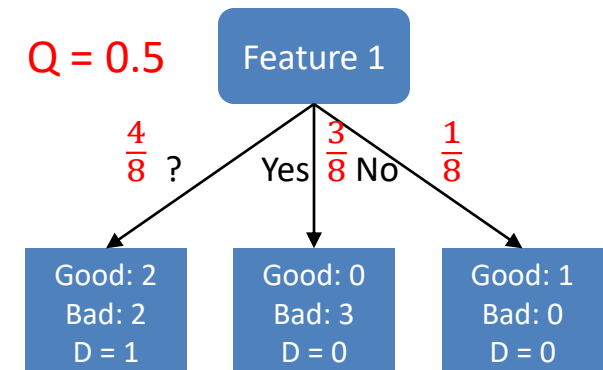 Q = 0.5
Feature 1
4/8 ? Yes 3/8 No 1/8
Good: 2
Bad: 2
D = 1
Good: 0
Bad: 3
D = 0
Good: 1
Bad: 0
D = 0